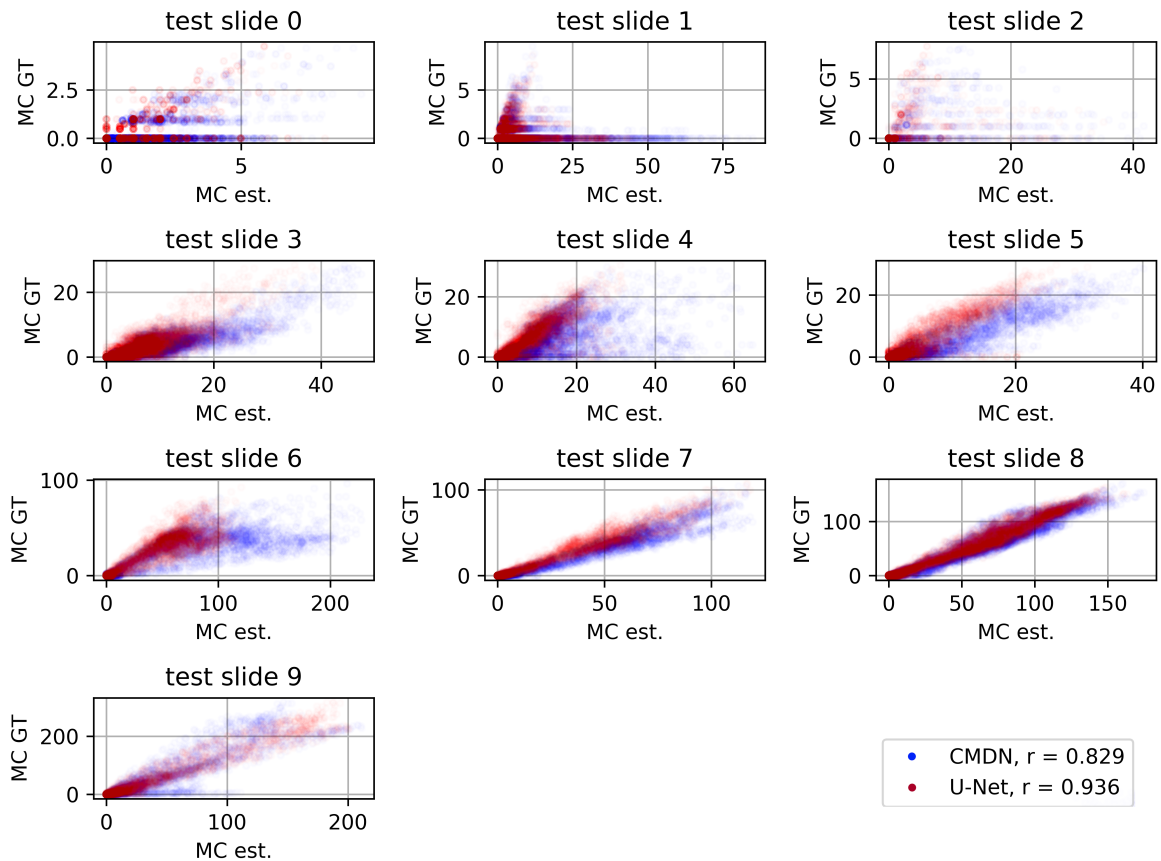 test slide 0
MC GT
2.5
0.0
0 5
MC est.
test slide 1
MC GT
5
0
0 25 50 75
MC est.
test slide 2
MC GT
5
0
0 20 40
MC est.
test slide 3
MC GT
20
0
0 20 40
MC est.
test slide 4
MC GT
20
0
0 20 40 60
MC est.
test slide 5
MC GT
20
0
0 20 40
MC est.
test slide 6
MC GT
100
0
0 100 200
MC est.
test slide 7
MC GT
100
0
0 50 100
MC est.
test slide 8
MC GT
100
0
0 50 100 150
MC est.
test slide 9
MC GT
200
0
0 100 200
MC est.
CMDN, r = 0.829
U-Net, r = 0.936